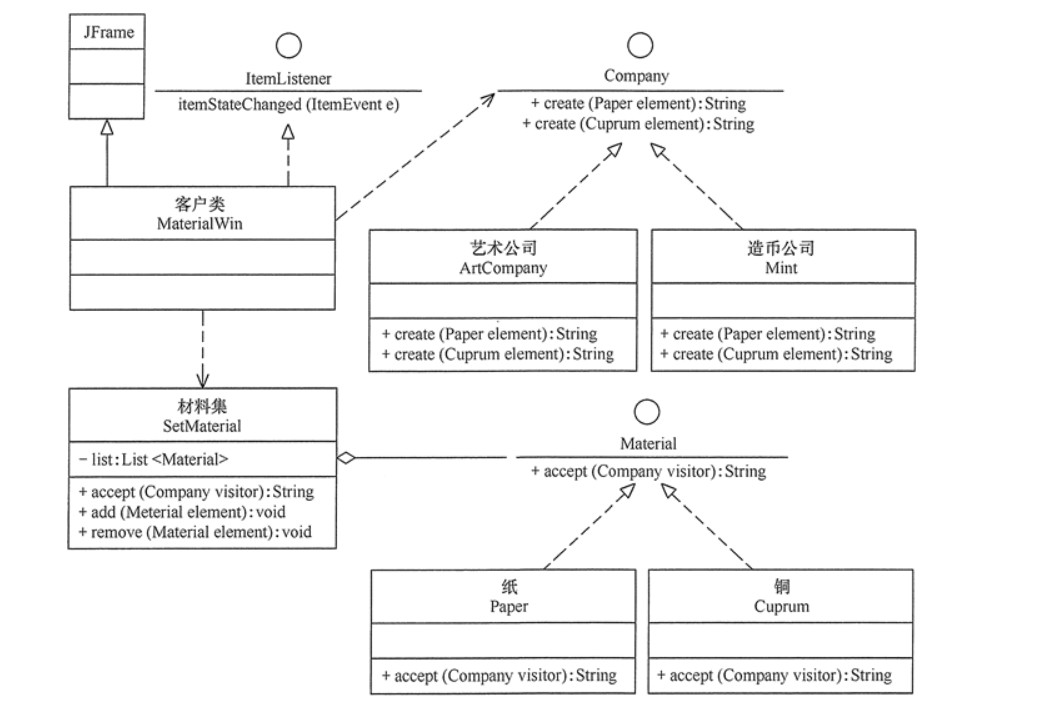 JFrame
ItemListener
itemStateChanged (ItemEvent e)
Company
+ create (Paper element):String
+ create (Cuprum element):String
客户类
MaterialWin
艺术公司
ArtCompany
+ create (Paper element):String
+ create (Cuprum element):String
造币公司
Mint
+ create (Paper element):String
+ create (Cuprum element):String
材料集
SetMaterial
− list:List <Material>
+ accept (Company visitor):String
+ add (Meterial element):void
+ remove (Material element):void
Material
+ accept (Company visitor):String
纸
Paper
+ accept (Company visitor):String
铜
Cuprum
+ accept (Company visitor):String